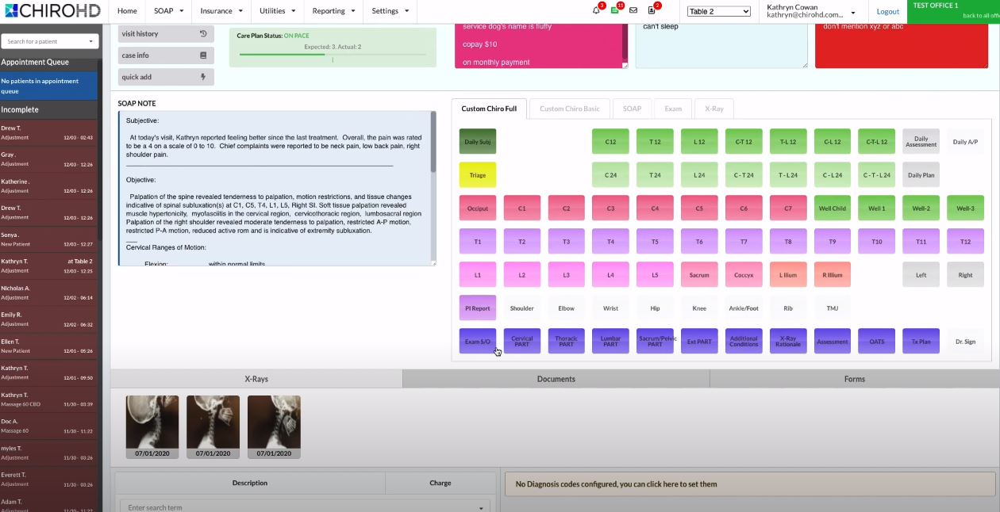 CHIROHD
Home
SOAP
Insurance
Utilities
Reporting
Settings
3
11
2
Table 2
Kathryn Cowan
kathryn@chirohd.com...
Logout
TEST OFFICE 1
back to all off
Search for a patient
Appointment Queue
No patients in appointment
queue
Incomplete
Drew T.
Adjustment 12/03 - 02:43
Gray .
Adjustment 12/03 - 12:26
Katherine .
Adjustment 12/03 - 12:26
Drew T.
Adjustment 12/03 - 12:26
Sonya .
New Patient 12/03 - 12:27
Kathryn T. at Table 2
Adjustment 12/03 - 12:25
Nicholas A.
Adjustment 12/02 - 06:14
Emily R.
Adjustment 12/02 - 06:32
Ellen T.
New Patient 12/01 - 05:26
Kathryn T.
Adjustment 12/01 - 09:50
Kathryn T.
Massage 60 CBD 11/30 - 03:39
Doc A.
Massage 60 11/30 - 11:22
myles T.
Adjustment 11/30 - 03:26
Everett T.
Adjustment 11/30 - 03:26
Adam T.
Adjustment 11/30 - 11:22
visit history
case info
quick add
Care Plan Status: ON PACE
Expected: 3, Actual: 2
service dog's name is fluffy
copay $10
on monthly payment
can't sleep
don't mention xyz or abc
SOAP NOTE
Subjective:
At today's visit, Kathryn reported feeling better since the last treatment. Overall, the pain was rated
to be a 4 on a scale of 0 to 10. Chief complaints were reported to be neck pain, low back pain, right
shoulder pain.
Objective:
Palpation of the spine revealed tenderness to palpation, motion restrictions, and tissue changes
indicative of spinal subluxation(s) at C1, C5, T4, L1, L5, Right SI. Soft tissue palpation revealed
muscle hypertonicity, myofasciitis in the cervical region, cervicothoracic region, lumbosacral region
Palpation of the right shoulder revealed moderate tenderness to palpation, restricted A-P motion,
restricted P-A motion, reduced active rom and is indicative of extremity subluxation.
Cervical Ranges of Motion:
Flexion: within normal limits
Custom Chiro Full
Custom Chiro Basic
SOAP
Exam
X-Ray
Daily Subj
C12
T 12
L 12
C-T 12
T-L 12
C-L 12
C-T-L 12
Daily
Assessment
Daily A/P
Triage
C 24
T 24
L 24
C - T 24
T - L 24
C - L 24
C - T - L 24
Daily Plan
Occiput
C1
C2
C3
C4
C5
C6
C7
Well Child
Well 1
Well-2
Well-3
T1
T2
T3
T4
T5
T6
T7
T8
T9
T10
T11
T12
L1
L2
L3
L4
L5
Sacrum
Coccyx
L Ilium
R Illium
Left
Right
PI Report
Shoulder
Elbow
Wrist
Hip
Knee
Ankle/Foot
Rib
TMJ
Exam S/O
Cervical
PART
Thoracic
PART
Lumbar
PART
Sacrum/Pelvic
PART
Ext PART
Additional
Conditions
X-Ray
Rationale
Assessment
OATS
Tx Plan
Dr. Sign
X-Rays
Documents
Forms
07/01/2020
07/01/2020
07/01/2020
Description
Charge
Enter search term
No Diagnosis codes configured, you can click here to set them